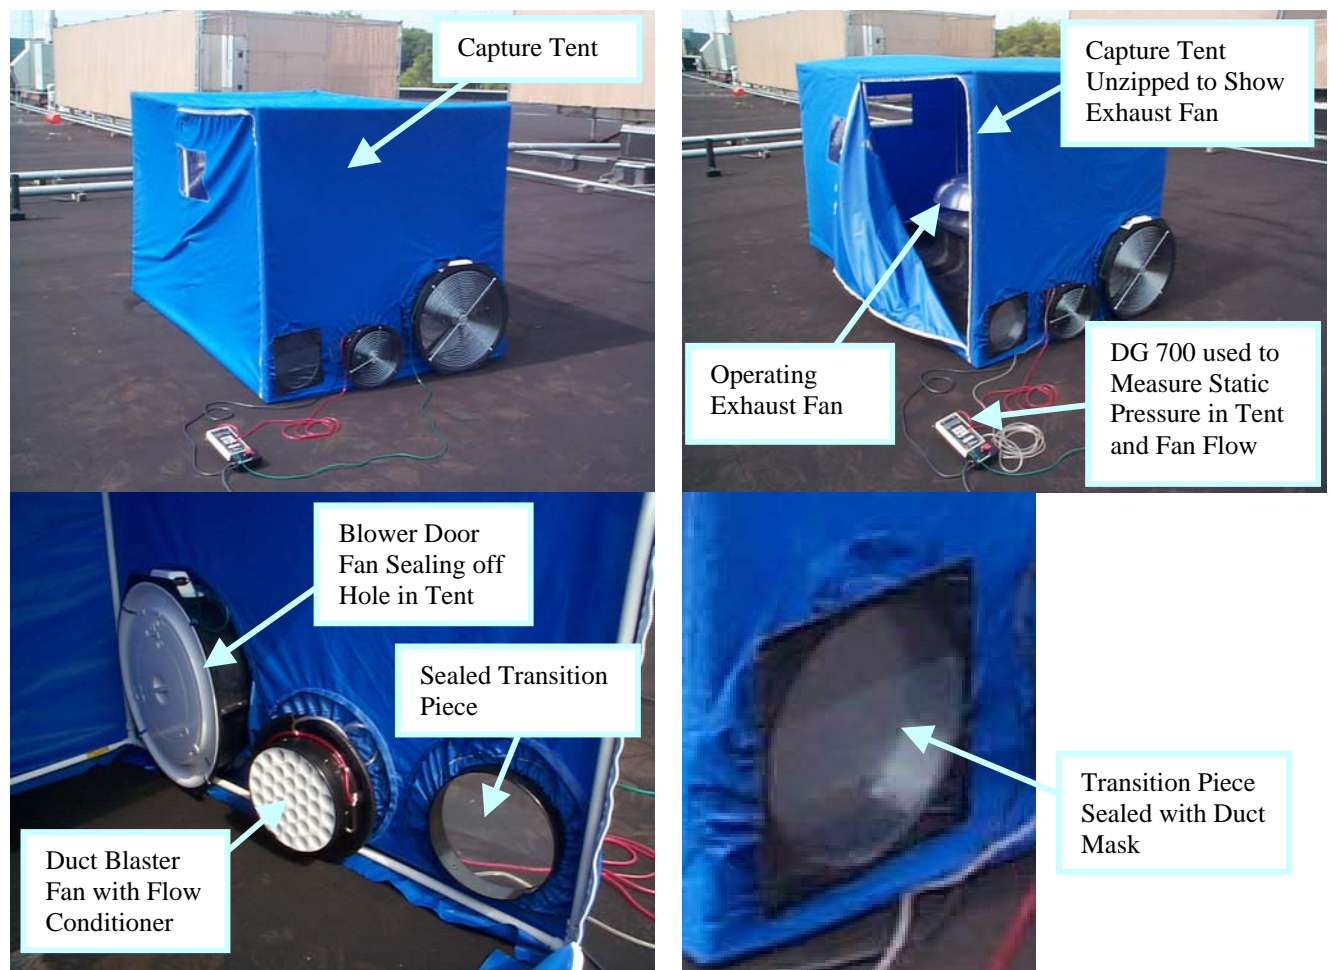 Capture Tent
Capture Tent
Unzipped to Show
Exhaust Fan
Operating
Exhaust Fan
DG 700 used to
Measure Static
Pressure in Tent
and Fan Flow
Blower Door
Fan Sealing off
Hole in Tent
Sealed Transition
Piece
Duct Blaster
Fan with Flow
Conditioner
Transition Piece
Sealed with Duct
Mask